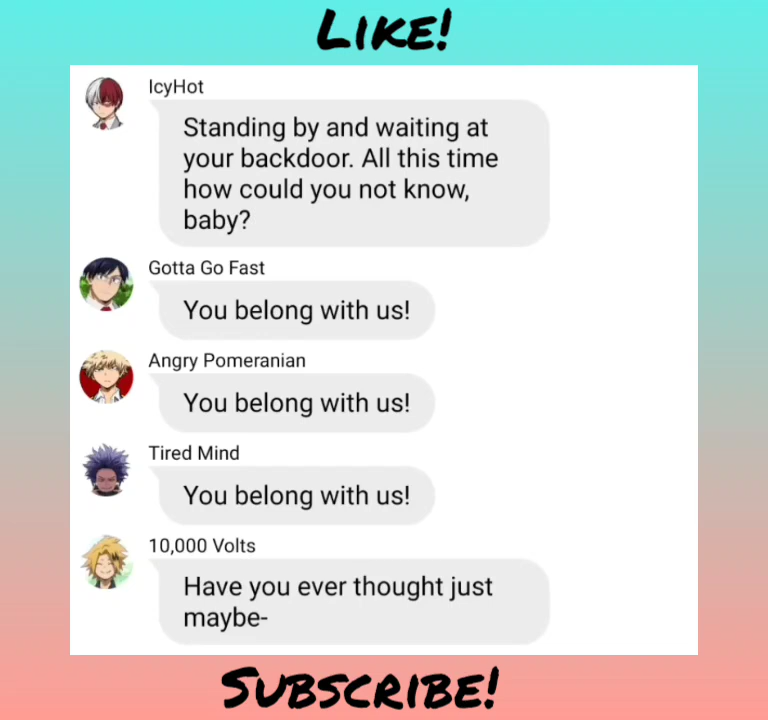 LIKE!
IcyHot
Standing by and waiting at
your backdoor. All this time
how could you not know,
baby?
Gotta Go Fast
You belong with us!
Angry Pomeranian
You belong with us!
Tired Mind
You belong with us!
10,000 Volts
Have you ever thought just
maybe-
SUBSCRIBE!